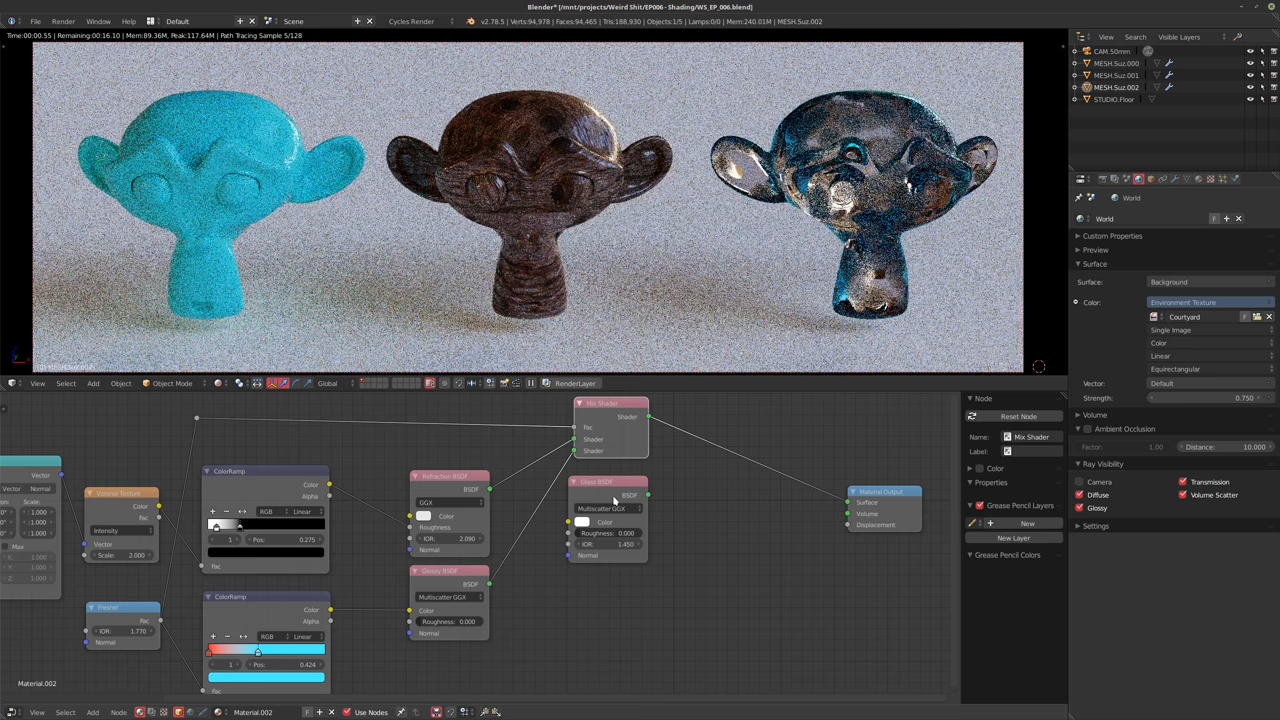 Blender* [/mnt/projects/Weird Shit/EP006 - Shading/WS_EP_006.blend]
File Render Window Help Default Scene Cycles Render v2.78.5 | Verts:94,978 | Faces:94,465 | Tris:188,930 | Objects:1/5 | Lamps:0/0 | Mem:240.01M | MESH.Suz.002
View Search Visible Layers
Time:00:00.55 | Remaining:00:16.10 | Mem:89.36M, Peak:117.64M | Path Tracing Sample 5/128
CAM.50mm
MESH.Suz.000
MESH.Suz.001
MESH.Suz.002
STUDIO.Floor
World
World F
Custom Properties
Preview
Surface
Surface: Background
Color: Environment Texture
Courtyard F
Single Image
Color
Linear
Equirectangular
Vector: Default
Strength: 0.750
Volume
Ambient Occlusion
Factor: 1.00 Distance: 10.000
Ray Visibility
Camera Transmission
Diffuse Volume Scatter
Glossy
Settings
View Select Add Object Object Mode Global RenderLayer
Vector
Vector Normal
Scale:
1.000
1.000
1.000
Max
1.000
1.000
1.000
Voronoi Texture
Color
Fac
Intensity
Vector
Scale: 2.000
Fresnel
Fac
IOR: 1.770
Normal
ColorRamp
Color
Alpha
RGB Linear
1 Pos: 0.275
Fac
ColorRamp
Color
Alpha
RGB Linear
1 Pos: 0.424
Fac
Refraction BSDF
BSDF
GGX
Color
Roughness
IOR: 2.090
Normal
Glossy BSDF
BSDF
Multiscatter GGX
Color
Roughness: 0.000
Normal
Mix Shader
Shader
Fac
Shader
Shader
Glass BSDF
BSDF
Multiscatter GGX
Color
Roughness: 0.000
IOR: 1.450
Normal
Material Output
Surface
Volume
Displacement
Node
Reset Node
Name: Mix Shader
Label:
Color
Properties
Grease Pencil Layers
New
New Layer
Grease Pencil Colors
Material.002
View Select Add Node Material.002 F Use Nodes